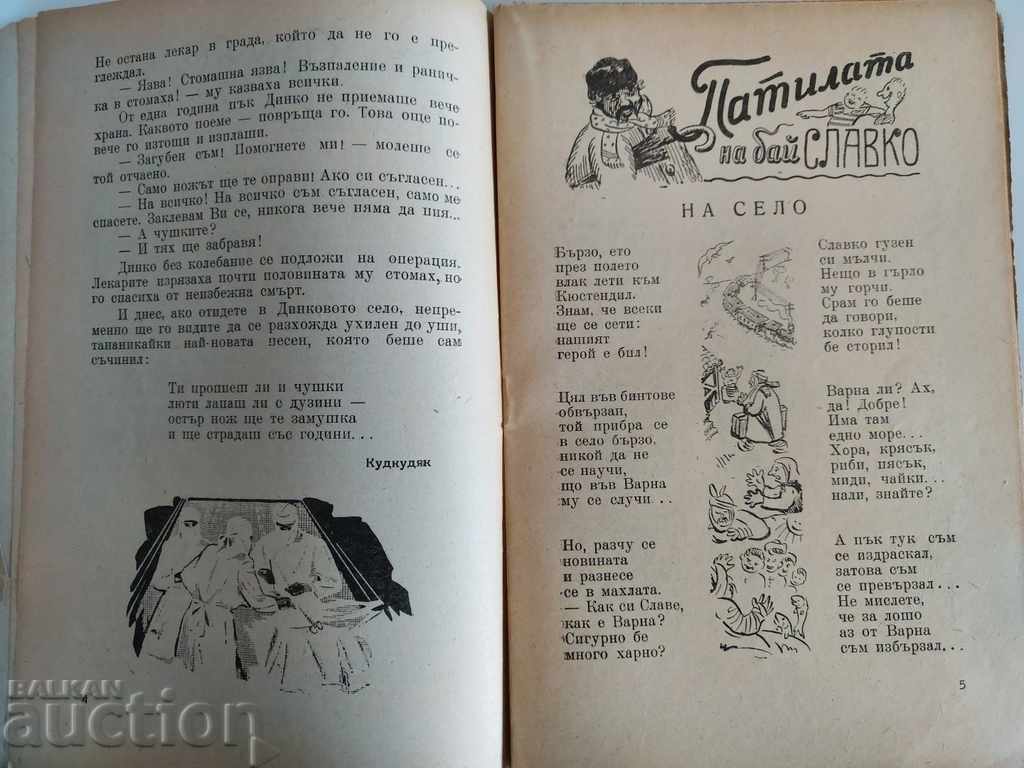 Не остана лекар в града, който да не го е пре-
глеждал.
— Язва! Стомашна язва! Възпаление и ранич-
ка в стомаха! — му казваха всички.
От една година пък Динко не приемаше вече
храна. Каквото поеме — повръща го. Това още по-
вече го изтощи и изплаши.
— Загубен съм! Помогнете ми! — молеше се
той отчаено.
— Само ножът ще те оправи! Ако си съгласен...
— На всичко! На всичко съм съгласен, само ме
спасете. Заклевам Ви се, никога вече няма да пия...
— А чушките?
— И тях ще забравя!
Динко без колебание се подложи на операция.
Лекарите изрязаха почти половината му стомах, но
го спасиха от неизбежна смърт.
И днес, ако отидете в Динковото село, непре-
менно ще го видите да се разхожда ухилен до уши,
тананикайки най-новата песен, която беше сам
съчинил:
Ти пропиеш ли и чушки
люти лапаш ли с дузини —
остър нож ще те замушка
и ще страдаш със години...
Кудкудяк
4
Патилата
на бай СЛАВКО
НА СЕЛО
Бързо, ето
през полето
влак лети към
Кюстендил.
Знам, че всеки
ще се сети:
нашият
герой е бил!
Цял във бинтове
обвързан,
той прибра се
в село бързо,
никой да не
се научи,
що във Варна
му се случи...
Но, разчу се
новината
и разнесе
се в махлата.
— Как си Славе,
как е Варна?
Сигурно бе
много харно?
Славко гузен
си мълчи.
Нещо в гърло
му горчи.
Срам го беше
да говори,
колко глупости
бе сторил!
Варна ли? Ах,
да! Добре!
Има там
едно море...
Хора, крясък,
риби, пясък,
миди, чайки...
нали, знайте?
А пък тук съм
се издраскал,
затова съм
се превързал...
Не мислете,
че за лошо
аз от Варна
съм избързал...
5
BALKAN
auction